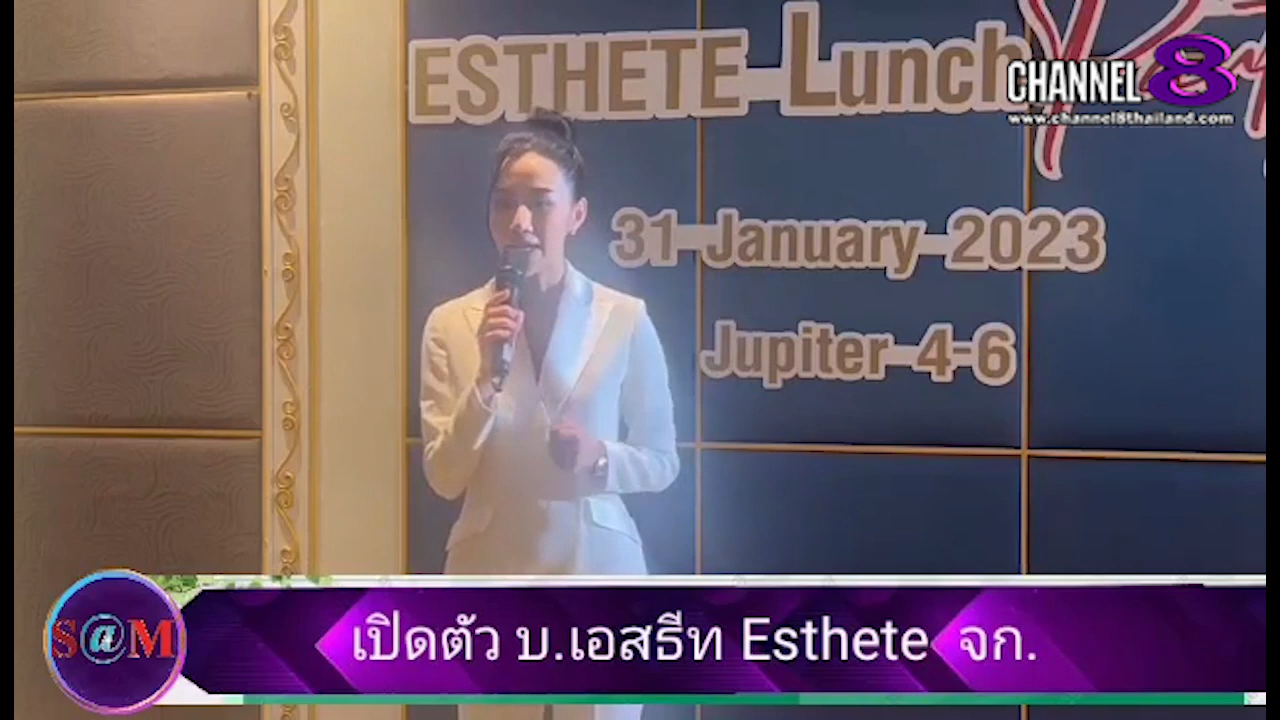 ESTHETE Lunch Party
CHANNEL 8
www.channel8thailand.com
31 January 2023
Jupiter 4-6
S@M
เปิดตัว บ.เอสธีท Esthete จก.